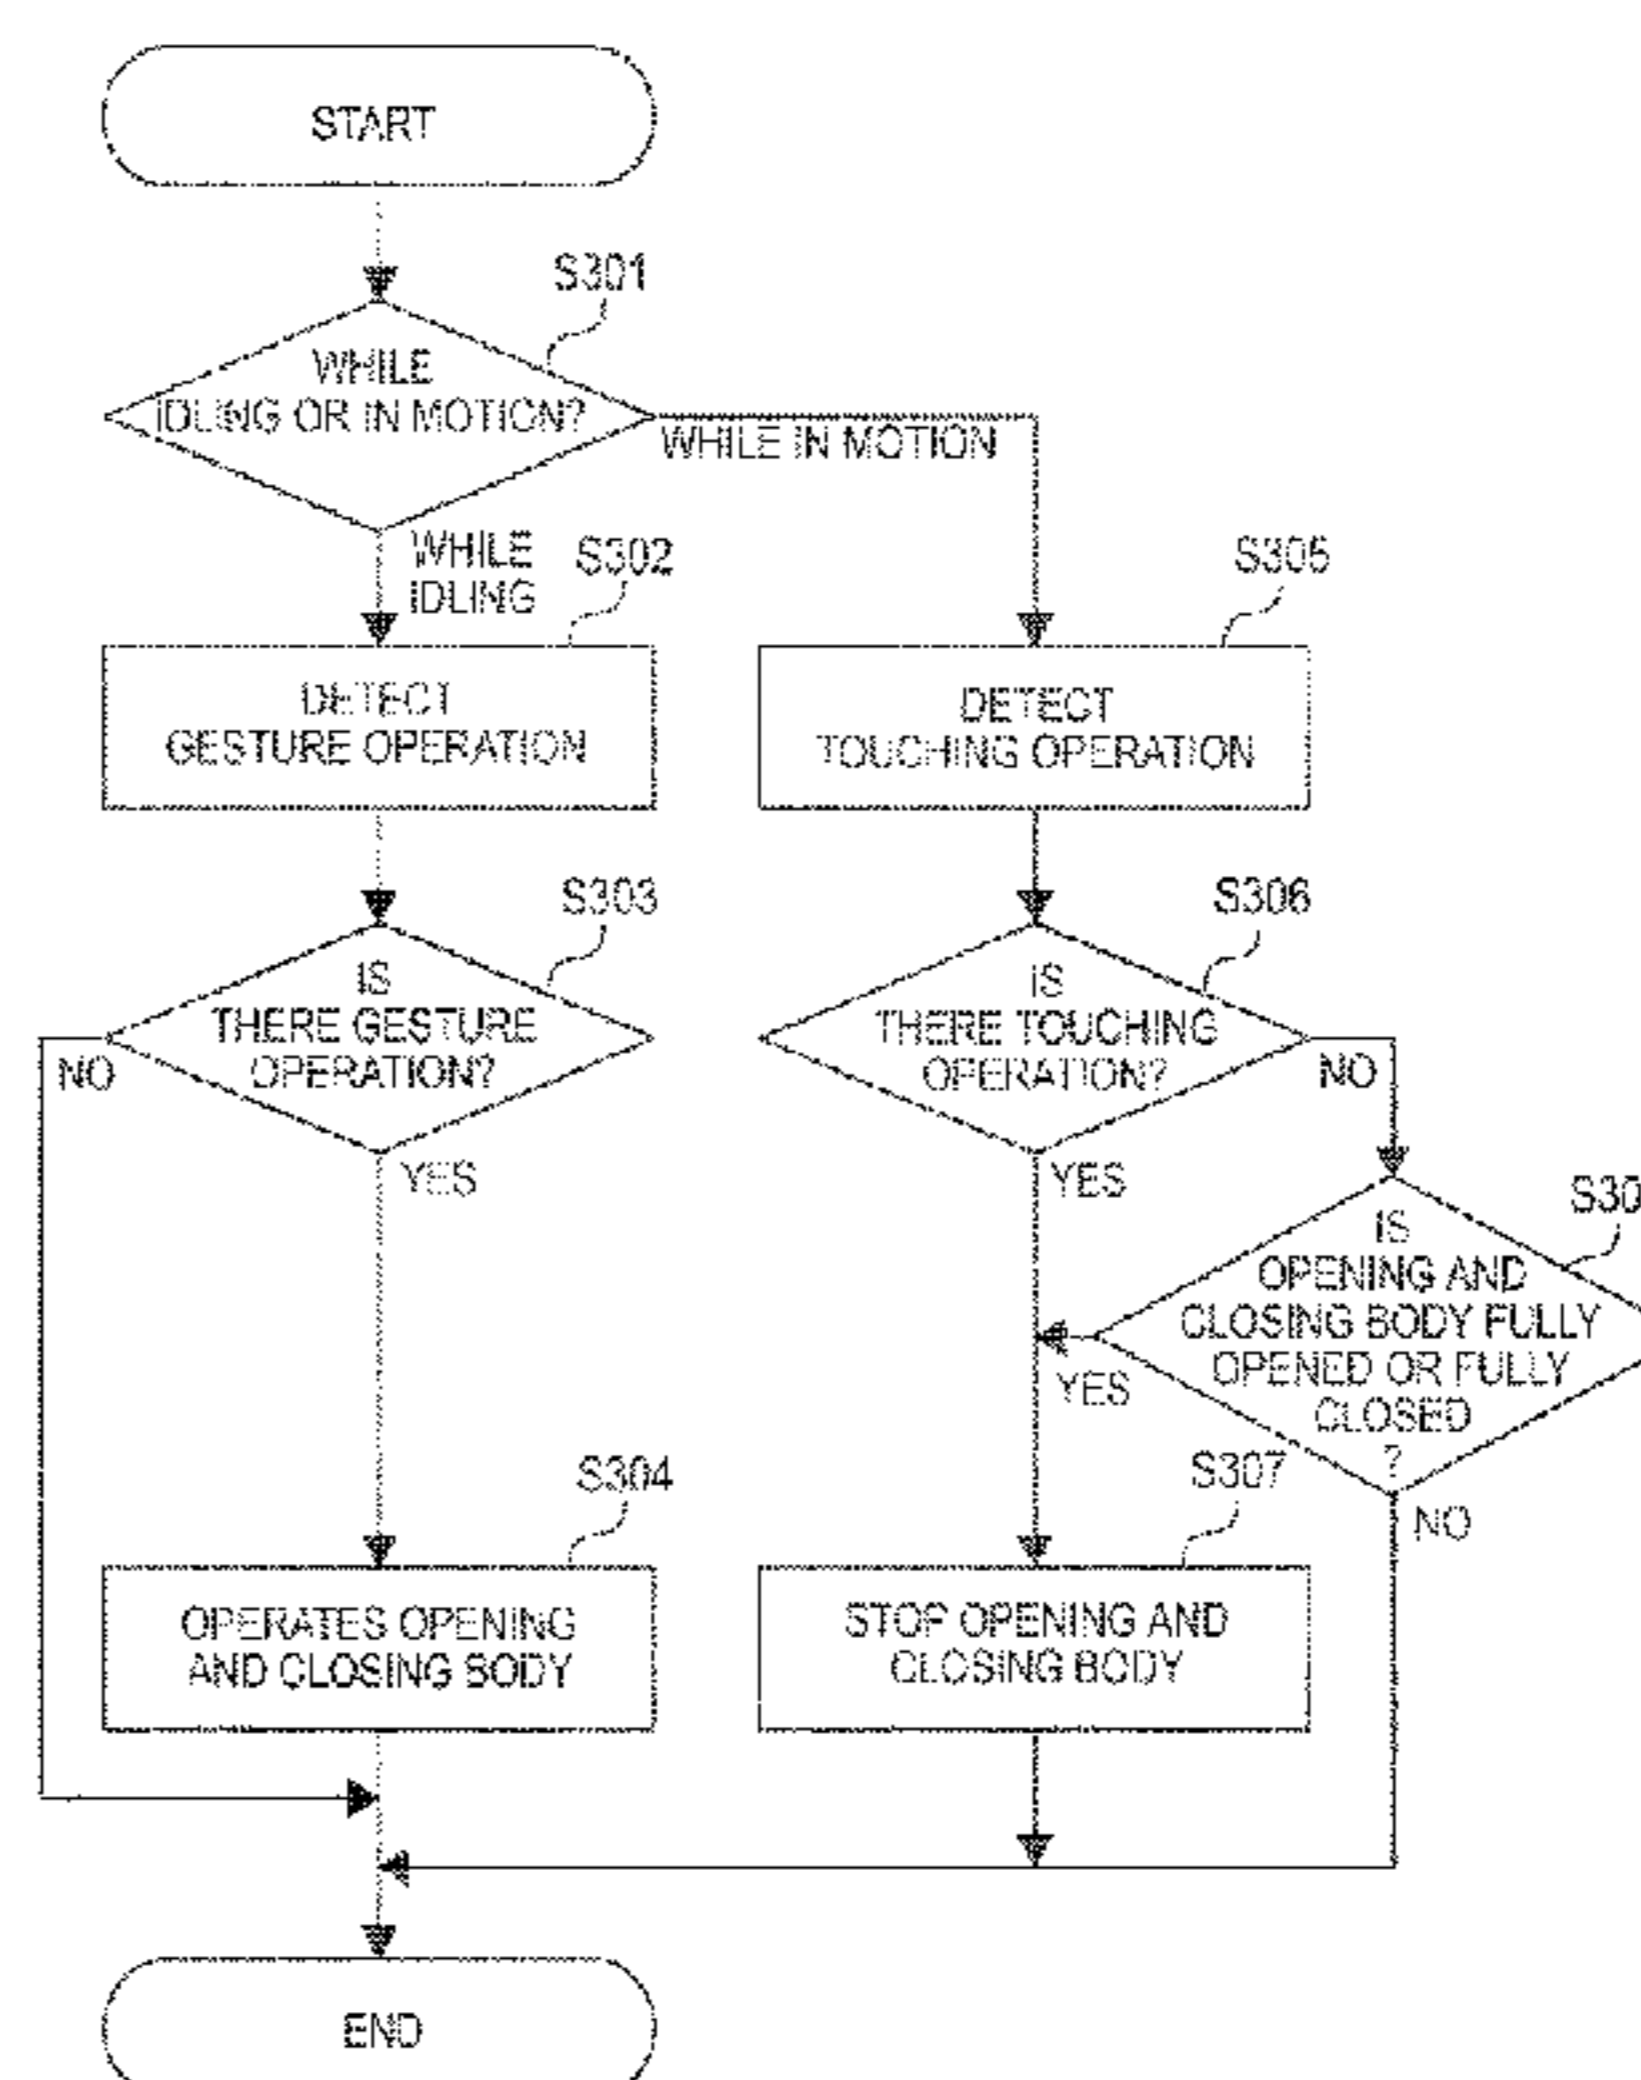 START
S301
WHILE
IDLING OR IN MOTION?
WHILE IN MOTION
WHILE
IDLING
S302
S305
DETECT
GESTURE OPERATION
DETECT
TOUCHING OPERATION
S303
S306
IS
THERE GESTURE
OPERATION?
NO
YES
IS
THERE TOUCHING
OPERATION?
NO
YES
S30
IS
OPENING AND
CLOSING BODY FULLY
OPENED OR FULLY
CLOSED
?
YES
NO
S304
S307
OPERATES OPENING
AND CLOSING BODY
STOP OPENING AND
CLOSING BODY
END